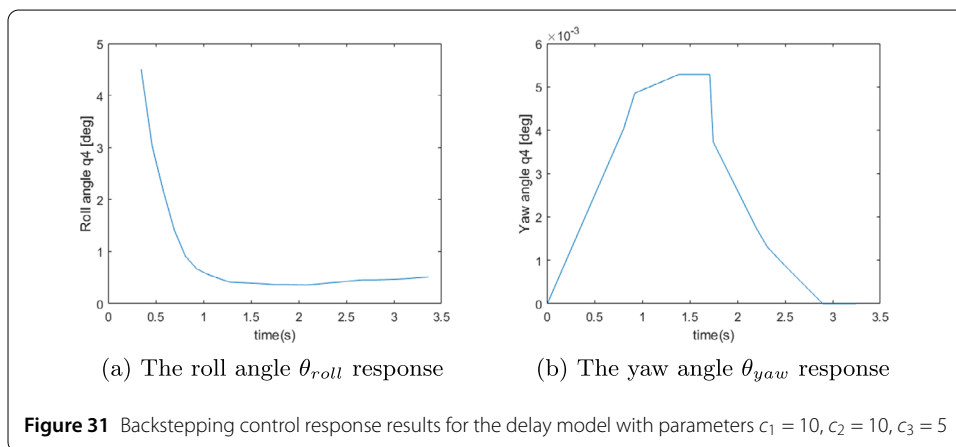 5
4
3
2
1
0
Roll angle q4 [deg]
0 0.5 1 1.5 2 2.5 3 3.5
time(s)
(a) The roll angle θ_roll response
×10⁻³
6
5
4
3
2
1
0
Yaw angle q4 [deg]
0 0.5 1 1.5 2 2.5 3 3.5
time(s)
(b) The yaw angle θ_yaw response
Figure 31 Backstepping control response results for the delay model with parameters c₁ = 10, c₂ = 10, c₃ = 5